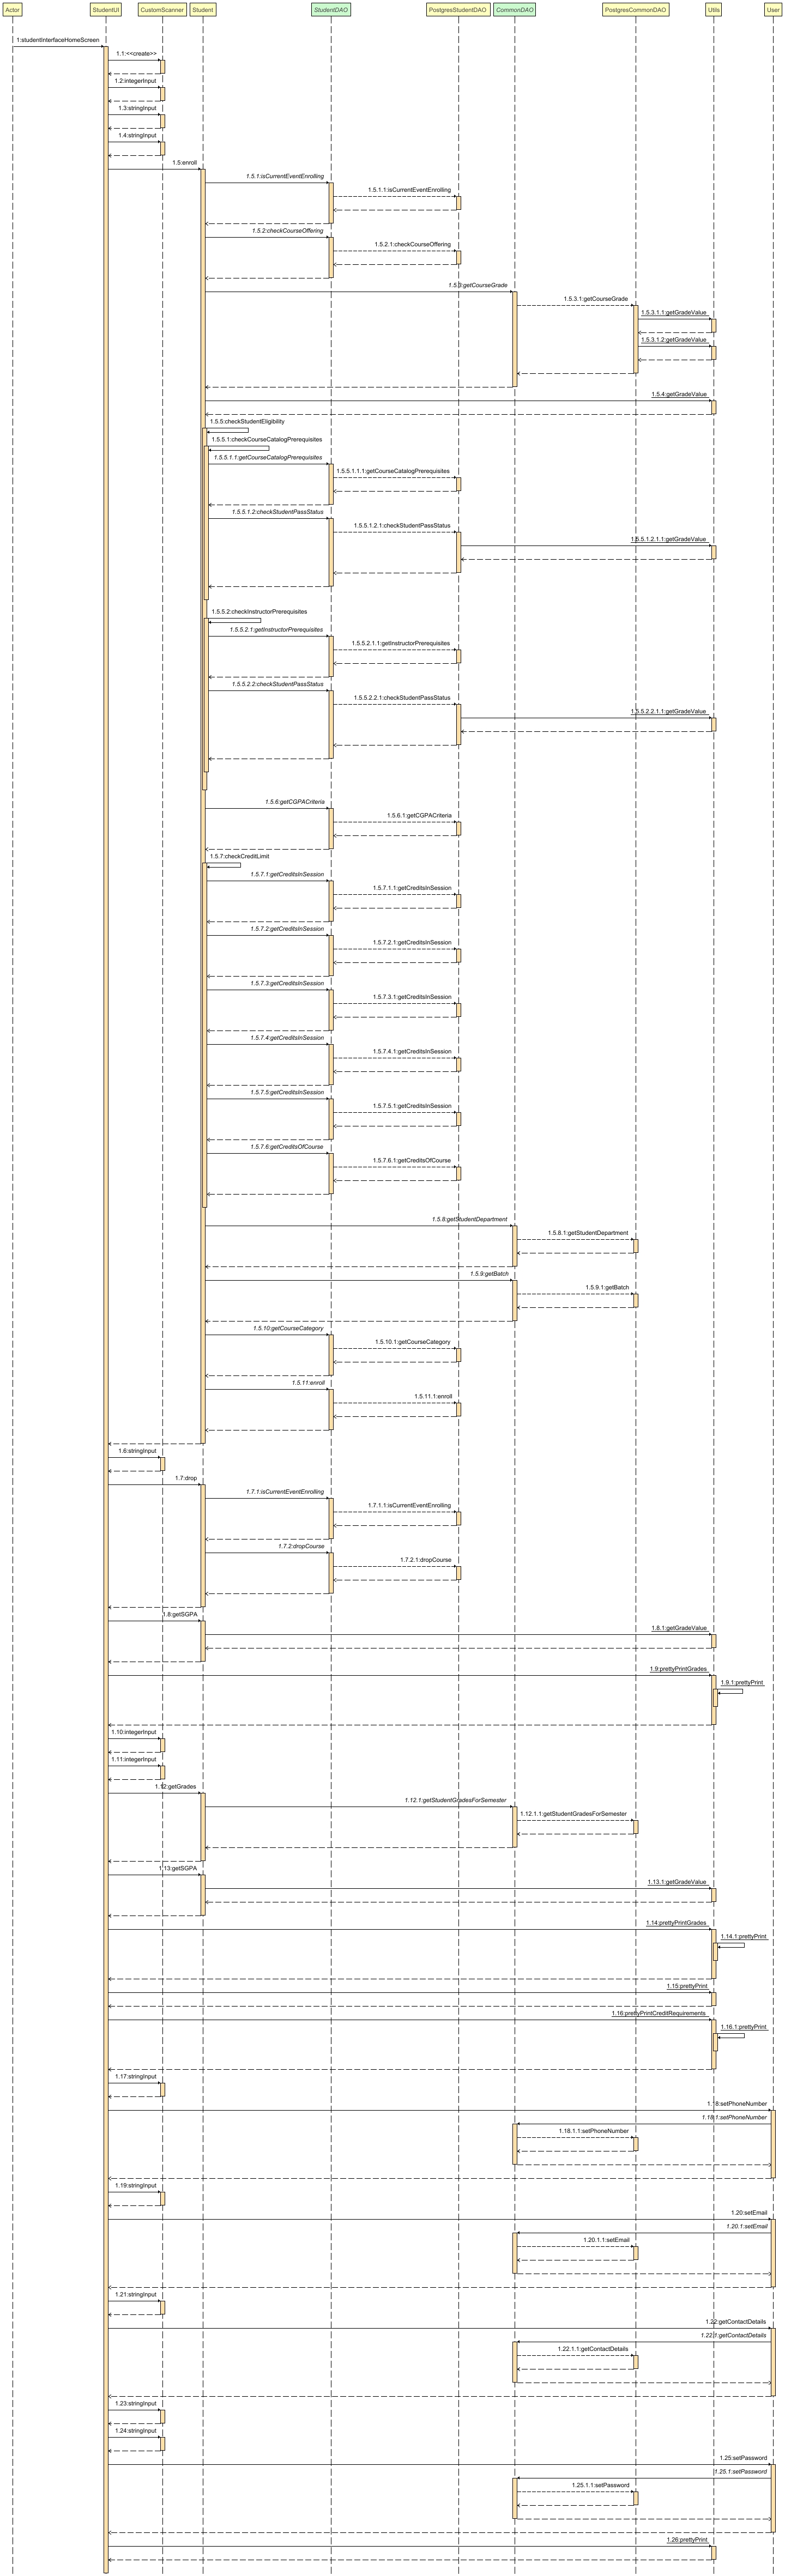 Actor
StudentUI
CustomScanner
Student
StudentDAO
PostgresStudentDAO
CommonDAO
PostgresCommonDAO
Utils
User
1:studentInterfaceHomeScreen
1.1:<<create>>
1.2:integerInput
1.3:stringInput
1.4:stringInput
1.5:enroll
1.5.1:isCurrentEventEnrolling
1.5.1.1:isCurrentEventEnrolling
1.5.2:checkCourseOffering
1.5.2.1:checkCourseOffering
1.5.3:getCourseGrade
1.5.3.1:getCourseGrade
1.5.3.1.1:getGradeValue
1.5.3.1.2:getGradeValue
1.5.4:getGradeValue
1.5.5:checkStudentEligibility
1.5.5.1:checkCourseCatalogPrerequisites
1.5.5.1.1:getCourseCatalogPrerequisites
1.5.5.1.1.1:getCourseCatalogPrerequisites
1.5.5.1.2:checkStudentPassStatus
1.5.5.1.2.1:checkStudentPassStatus
1.5.5.1.2.1.1:getGradeValue
1.5.5.2:checkInstructorPrerequisites
1.5.5.2.1:getInstructorPrerequisites
1.5.5.2.1.1:getInstructorPrerequisites
1.5.5.2.2:checkStudentPassStatus
1.5.5.2.2.1:checkStudentPassStatus
1.5.5.2.2.1.1:getGradeValue
1.5.6:getCGPACriteria
1.5.6.1:getCGPACriteria
1.5.7:checkCreditLimit
1.5.7.1:getCreditsInSession
1.5.7.1.1:getCreditsInSession
1.5.7.2:getCreditsInSession
1.5.7.2.1:getCreditsInSession
1.5.7.3:getCreditsInSession
1.5.7.3.1:getCreditsInSession
1.5.7.4:getCreditsInSession
1.5.7.4.1:getCreditsInSession
1.5.7.5:getCreditsInSession
1.5.7.5.1:getCreditsInSession
1.5.7.6:getCreditsOfCourse
1.5.7.6.1:getCreditsOfCourse
1.5.8:getStudentDepartment
1.5.8.1:getStudentDepartment
1.5.9:getBatch
1.5.9.1:getBatch
1.5.10:getCourseCategory
1.5.10.1:getCourseCategory
1.5.11:enroll
1.5.11.1:enroll
1.6:stringInput
1.7:drop
1.7.1:isCurrentEventEnrolling
1.7.1.1:isCurrentEventEnrolling
1.7.2:dropCourse
1.7.2.1:dropCourse
1.8:getSGPA
1.8.1:getGradeValue
1.9:prettyPrintGrades
1.9.1:prettyPrint
1.10:integerInput
1.11:integerInput
1.12:getGrades
1.12.1:getStudentGradesForSemester
1.12.1.1:getStudentGradesForSemester
1.13:getSGPA
1.13.1:getGradeValue
1.14:prettyPrintGrades
1.14.1:prettyPrint
1.15:prettyPrint
1.16:prettyPrintCreditRequirements
1.16.1:prettyPrint
1.17:stringInput
1.18:setPhoneNumber
1.18.1:setPhoneNumber
1.18.1.1:setPhoneNumber
1.19:stringInput
1.20:setEmail
1.20.1:setEmail
1.20.1.1:setEmail
1.21:stringInput
1.22:getContactDetails
1.22.1:getContactDetails
1.22.1.1:getContactDetails
1.23:stringInput
1.24:stringInput
1.25:setPassword
1.25.1:setPassword
1.25.1.1:setPassword
1.26:prettyPrint